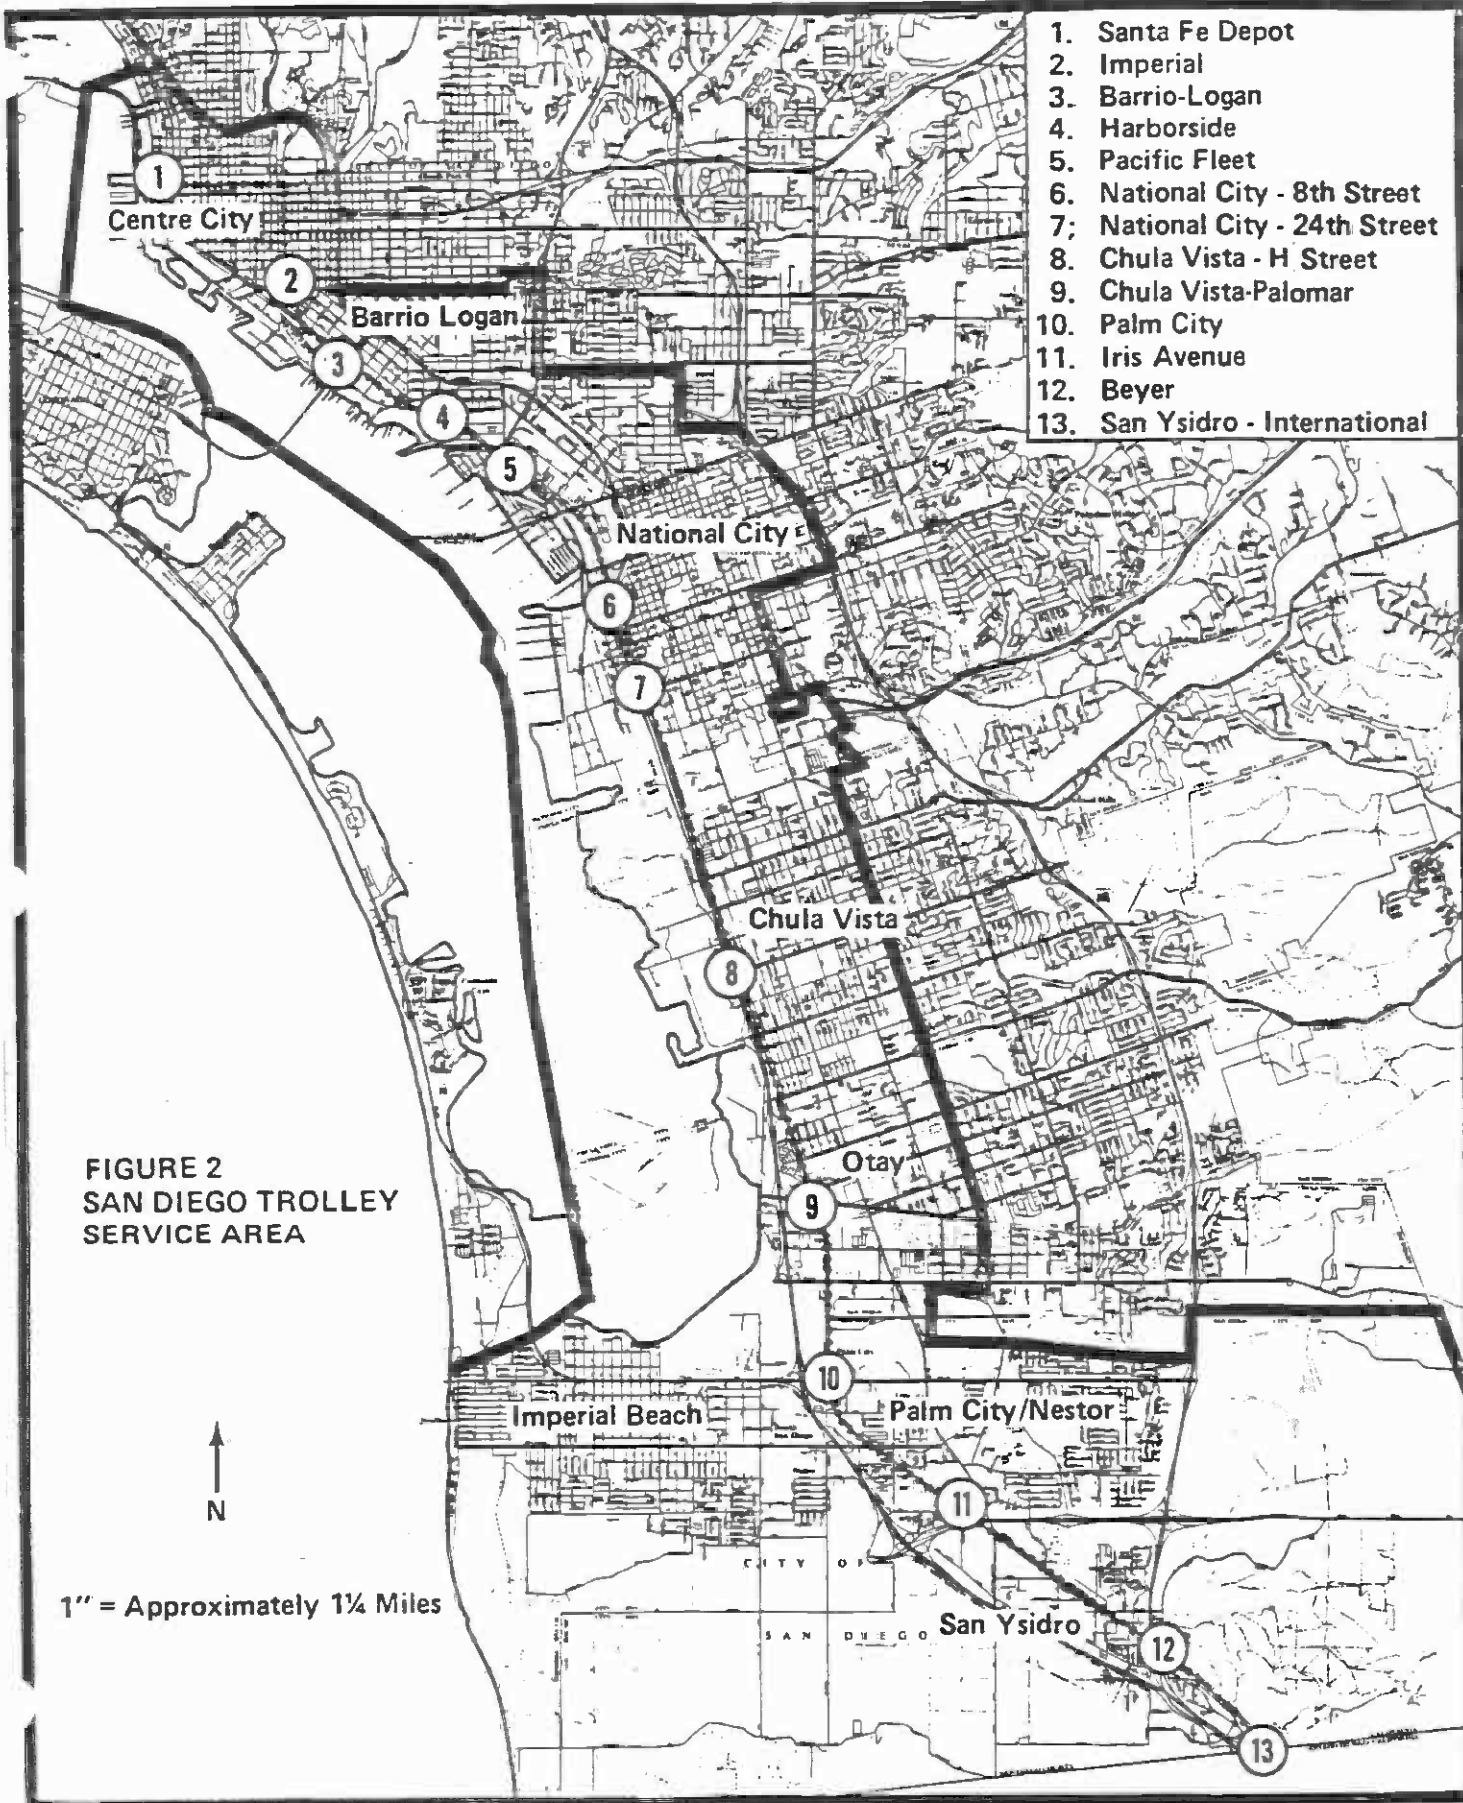 1. Santa Fe Depot
2. Imperial
3. Barrio-Logan
4. Harborside
5. Pacific Fleet
6. National City - 8th Street
7; National City - 24th Street
8. Chula Vista - H Street
9. Chula Vista-Palomar
10. Palm City
11. Iris Avenue
12. Beyer
13. San Ysidro - International
1
Centre City
2
Barrio Logan
3
4
5
National City
6
7
Chula Vista
8
Otay
9
FIGURE 2
SAN DIEGO TROLLEY
SERVICE AREA
10
Imperial Beach
Palm City/Nestor
11
N
CITY OF
1" = Approximately 1¼ Miles
SAN DIEGO
San Ysidro
12
13